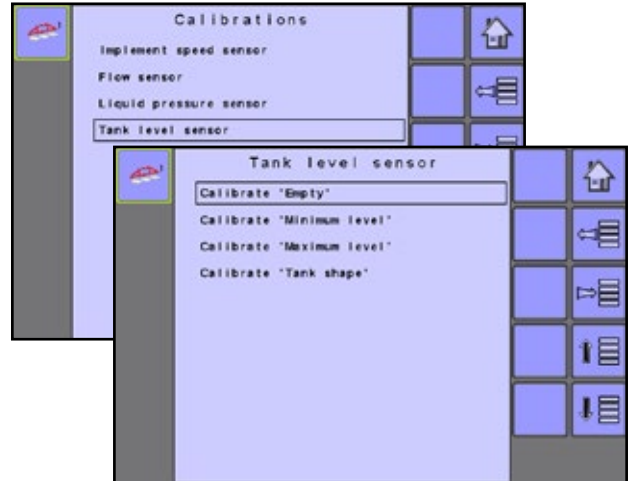 Calibrations
Implement speed sensor
Flow sensor
Liquid pressure sensor
Tank level sensor
Tank level sensor
Calibrate "Empty"
Calibrate "Minimum level"
Calibrate "Maximum level"
Calibrate "Tank shape"